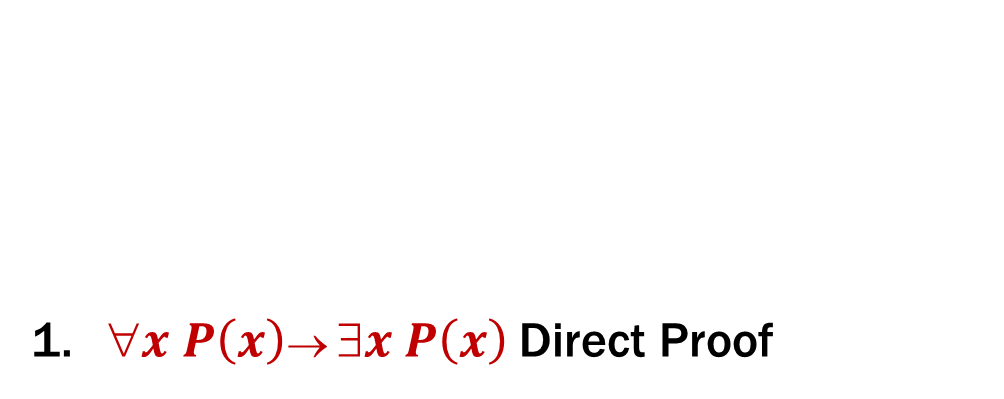 1. ∀x P(x)→∃x P(x) Direct Proof